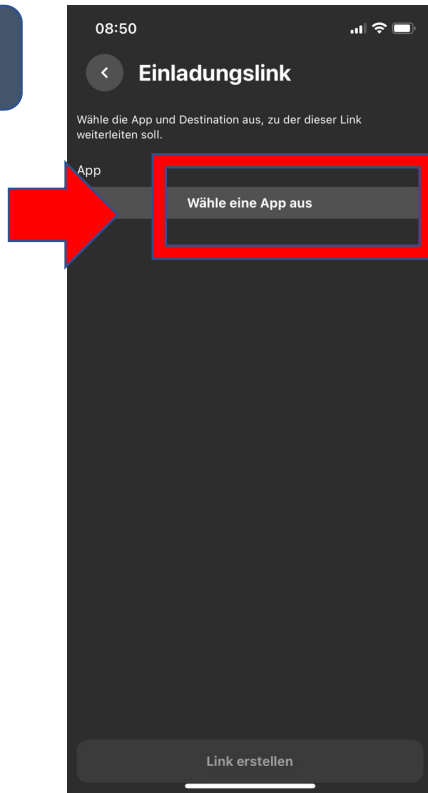 08:50
Einladungslink
Wähle die App und Destination aus, zu der dieser Link
weiterleiten soll.
App
Wähle eine App aus
Link erstellen